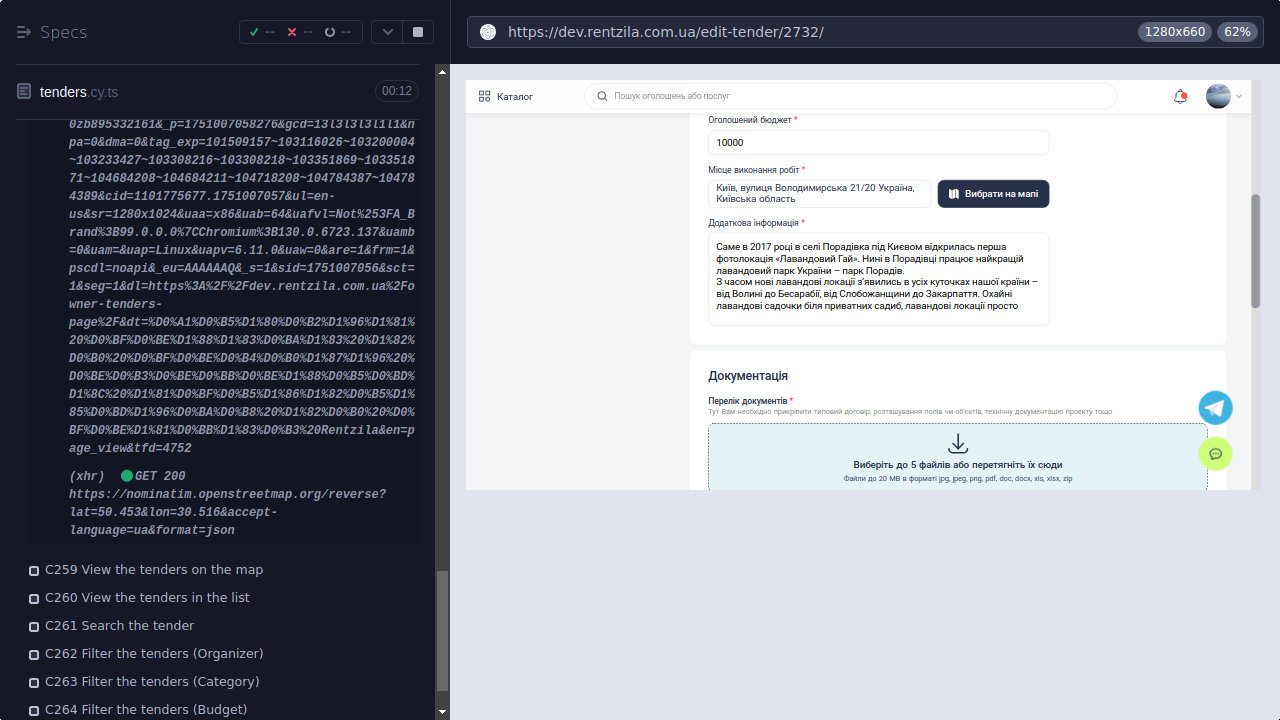 Specs
--
--
--
https://dev.rentzila.com.ua/edit-tender/2732/
1280x660
62%
tenders.cy.ts
00:12
0zb895332161&_p=1751007058276&gcd=13l3l3l3l1l1&n
pa=0&dma=0&tag_exp=101509157~103116026~103200004
~103233427~103308216~103308218~103351869~1033518
71~104684208~104684211~104718208~104784387~10478
4389&cid=1101775677.1751007057&ul=en-
us&sr=1280x1024&uaa=x86&uab=64&uafvl=Not%253FA_B
rand%3B99.0.0.0%7CChromium%3B130.0.6723.137&uamb
=0&uam=&uap=Linux&uapv=6.11.0&uaw=0&are=1&frm=1&
pscdl=noapi&_eu=AAAAAAQ&_s=1&sid=1751007056&sct=
1&seg=1&dl=https%3A%2F%2Fdev.rentzila.com.ua%2Fo
wner-tenders-
page%2F&dt=%D0%A1%D0%B5%D1%80%D0%B2%D1%96%D1%81%
20%D0%BF%D0%BE%D1%88%D1%83%D0%BA%D1%83%20%D1%82%
D0%B0%20%D0%BF%D0%BE%D0%B4%D0%B0%D1%87%D1%96%20%
D0%BE%D0%B3%D0%BE%D0%BB%D0%BE%D1%88%D0%B5%D0%BD%
D1%8C%20%D1%81%D0%BF%D0%B5%D1%86%D1%82%D0%B5%D1%
85%D0%BD%D1%96%D0%BA%D0%B8%20%D1%82%D0%B0%20%D0%
BF%D0%BE%D1%81%D0%BB%D1%83%D0%B3%20Rentzila&en=p
age_view&tfd=4752
(xhr) GET 200
https://nominatim.openstreetmap.org/reverse?
lat=50.453&lon=30.516&accept-
language=ua&format=json
C259 View the tenders on the map
C260 View the tenders in the list
C261 Search the tender
C262 Filter the tenders (Organizer)
C263 Filter the tenders (Category)
C264 Filter the tenders (Budget)
Каталог
Пошук оголошень або послуг
Оголошений бюджет *
10000
Місце виконання робіт *
Київ, вулиця Володимирська 21/20 Україна,
Київська область
Вибрати на мапі
Додаткова інформація *
Саме в 2017 році в селі Порадівка під Києвом відкрилась перша
фотолокація «Лавандовий Гай». Нині в Порадівці працює найкращій
лавандовий парк України – парк Порадів.
З часом нові лавандові локації з'явились в усіх куточках нашої країни –
від Волині до Бесарабії, від Слобожанщини до Закарпаття. Охайні
лавандові садочки біля приватних садиб, лавандові локації просто
Документація
Перелік документів *
Тут Вам необхідно прикріпити типовий договір, розташування полів чи об'єктів, технічну документацію проекту тощо
Виберіть до 5 файлів або перетягніть їх сюди
Файли до 20 MB в форматі jpg, jpeg, png, pdf, doc, docx, xls, xlsx, zip